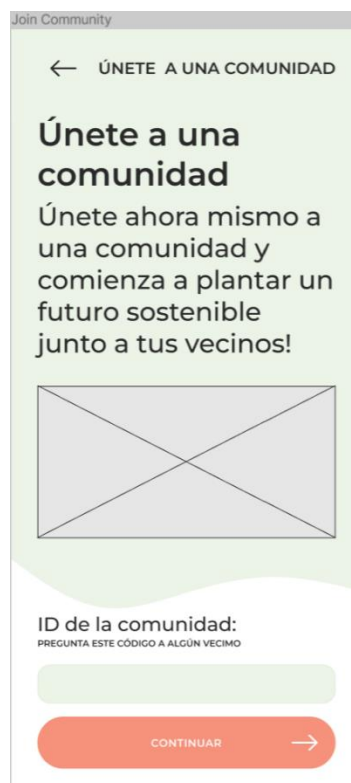 Join Community
ÚNETE A UNA COMUNIDAD
Únete a una
comunidad
Únete ahora mismo a
una comunidad y
comienza a plantar un
futuro sostenible
junto a tus vecinos!
ID de la comunidad:
PREGUNTA ESTE CÓDIGO A ALGÚN VECIMO
CONTINUAR